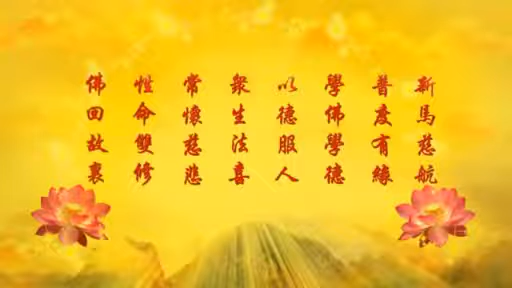 新馬慈航
普度有緣
學佛學德
以德服人
衆生法喜
常懷慈悲
性命雙修
佛回故裏